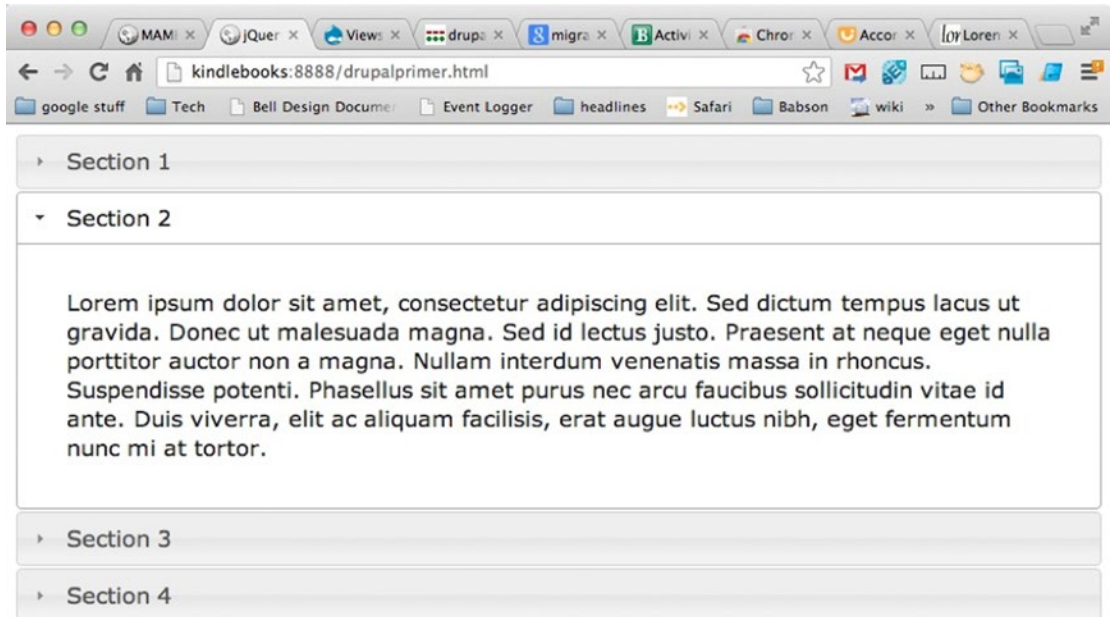 MAMI
jQuer
Views
drupa
migra
Activi
Chror
Accor
Loren
kindlebooks:8888/drupalprimer.html
google stuff Tech Bell Design Docume Event Logger headlines Safari Babson wiki » Other Bookmarks
Section 1
Section 2
Lorem ipsum dolor sit amet, consectetur adipiscing elit. Sed dictum tempus lacus ut
gravida. Donec ut malesuada magna. Sed id lectus justo. Praesent at neque eget nulla
porttitor auctor non a magna. Nullam interdum venenatis massa in rhoncus.
Suspendisse potenti. Phasellus sit amet purus nec arcu faucibus sollicitudin vitae id
ante. Duis viverra, elit ac aliquam facilisis, erat augue luctus nibh, eget fermentum
nunc mi at tortor.
Section 3
Section 4